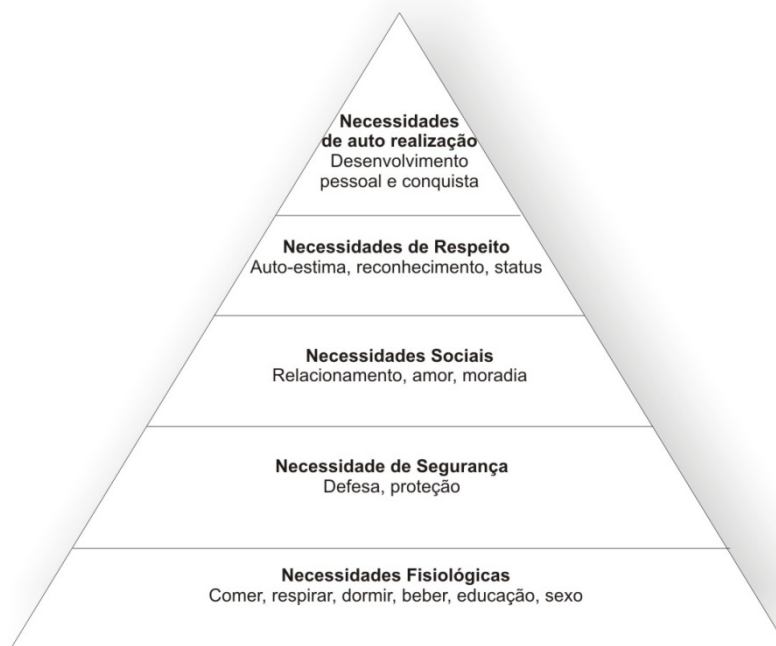 Necessidades
de auto realização
Desenvolvimento
pessoal e conquista
Necessidades de Respeito
Auto-estima, reconhecimento, status
Necessidades Sociais
Relacionamento, amor, moradia
Necessidade de Segurança
Defesa, proteção
Necessidades Fisiológicas
Comer, respirar, dormir, beber, educação, sexo